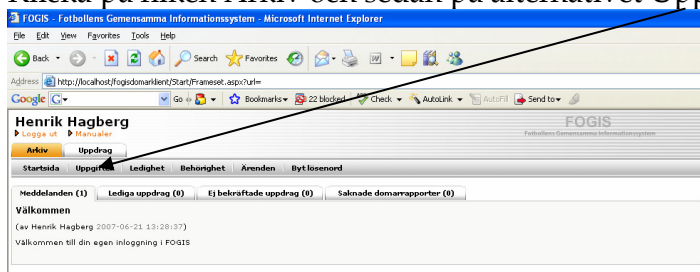 Klicka på fliken Arkiv och sedan på alternativet Upp
FOGIS - Fotbollens Gemensamma Informationssystem - Microsoft Internet Explorer
File Edit View Favorites Tools Help
Back Search Favorites
Address http://localhost/fogisdomarklient/Start/Frameset.aspx?url=
Google G Go Bookmarks 22 blocked Check AutoLink AutoFill Send to
Henrik Hagberg
FOGIS
Logga ut Manualer
Fotbollens Gemensamma Informationssystem
Arkiv Uppdrag
Startsida Uppgifter Ledighet Behörighet Ärenden Byt lösenord
Meddelanden (1) Lediga uppdrag (0) Ej bekräftade uppdrag (0) Saknade domarrapporter (0)
Välkommen
(av Henrik Hagberg 2007-06-21 13:28:37)
Välkommen till din egen inloggning i FOGIS